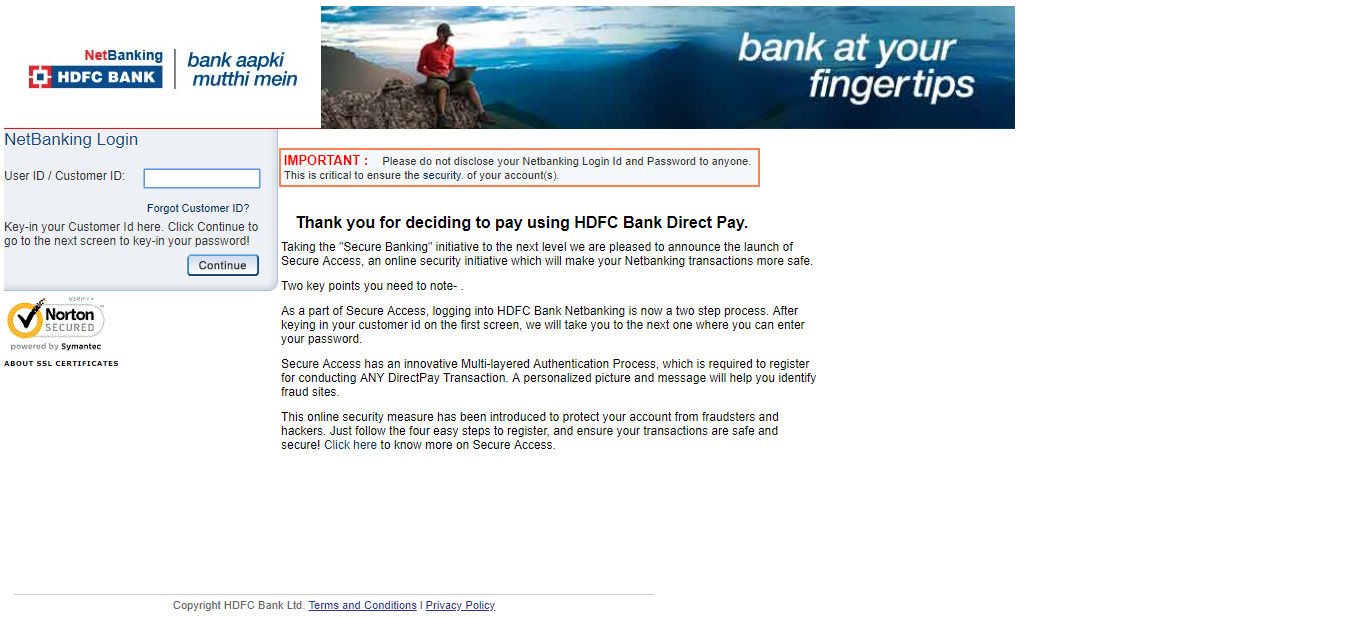 NetBanking
HDFC BANK
bank aapki
mutthi mein
bank at your
fingertips
NetBanking Login
User ID / Customer ID:
Forgot Customer ID?
Key-in your Customer Id here. Click Continue to
go to the next screen to key-in your password!
Continue
VERIFY▸
Norton
SECURED
powered by Symantec
ABOUT SSL CERTIFICATES
IMPORTANT : Please do not disclose your Netbanking Login Id and Password to anyone.
This is critical to ensure the security. of your account(s).
Thank you for deciding to pay using HDFC Bank Direct Pay.
Taking the "Secure Banking" initiative to the next level we are pleased to announce the launch of
Secure Access, an online security initiative which will make your Netbanking transactions more safe.
Two key points you need to note- .
As a part of Secure Access, logging into HDFC Bank Netbanking is now a two step process. After
keying in your customer id on the first screen, we will take you to the next one where you can enter
your password.
Secure Access has an innovative Multi-layered Authentication Process, which is required to register
for conducting ANY DirectPay Transaction. A personalized picture and message will help you identify
fraud sites.
This online security measure has been introduced to protect your account from fraudsters and
hackers. Just follow the four easy steps to register, and ensure your transactions are safe and
secure! Click here to know more on Secure Access.
Copyright HDFC Bank Ltd. Terms and Conditions I Privacy Policy